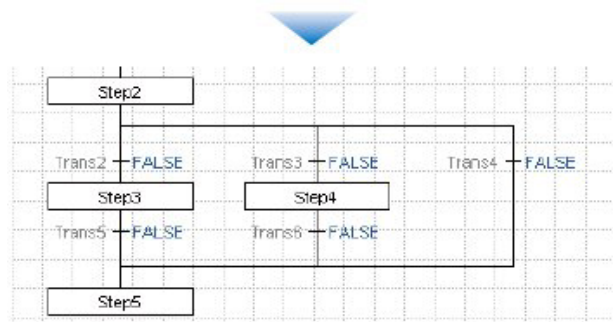 Step2
Trans2 FALSE Trans3 FALSE Trans4 FALSE
Step3 Step4
Trans5 FALSE Trans6 FALSE
Step5